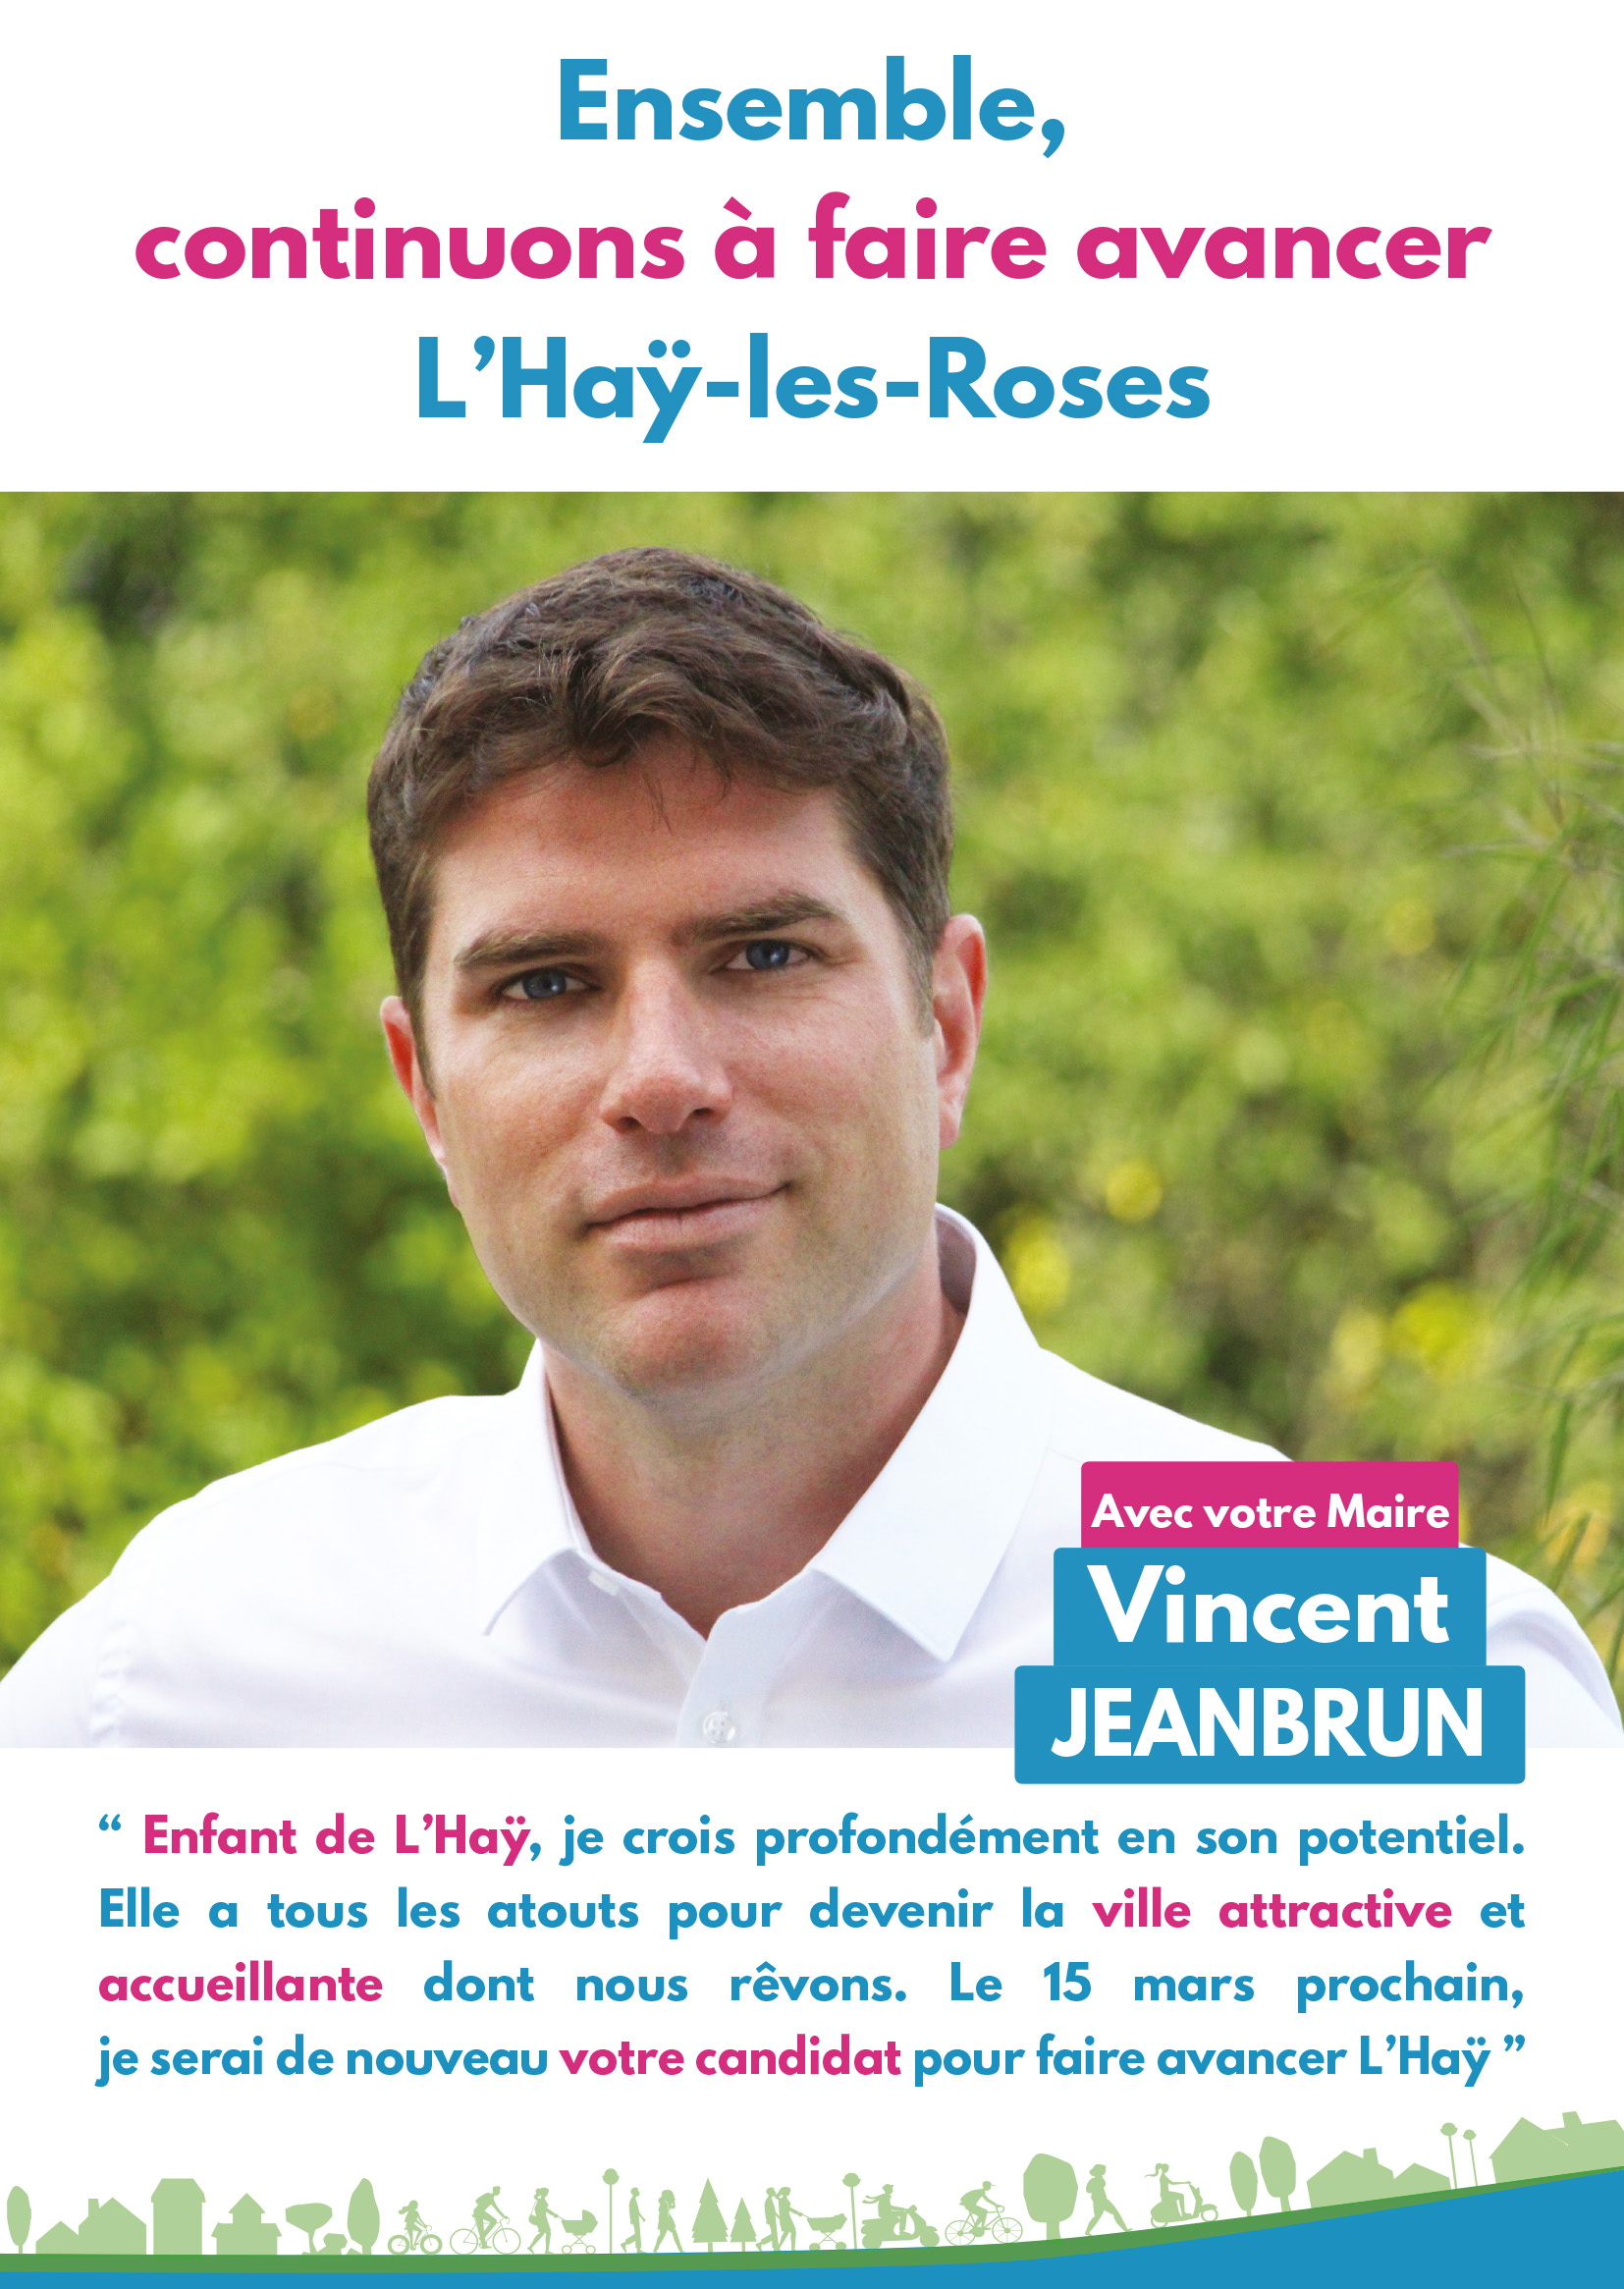 Ensemble,
continuons à faire avancer
L’Haÿ-les-Roses
Avec votre Maire
Vincent
JEANBRUN
“ Enfant de L’Haÿ, je crois profondément en son potentiel.
Elle a tous les atouts pour devenir la ville attractive et
accueillante dont nous rêvons. Le 15 mars prochain,
je serai de nouveau votre candidat pour faire avancer L’Haÿ ”